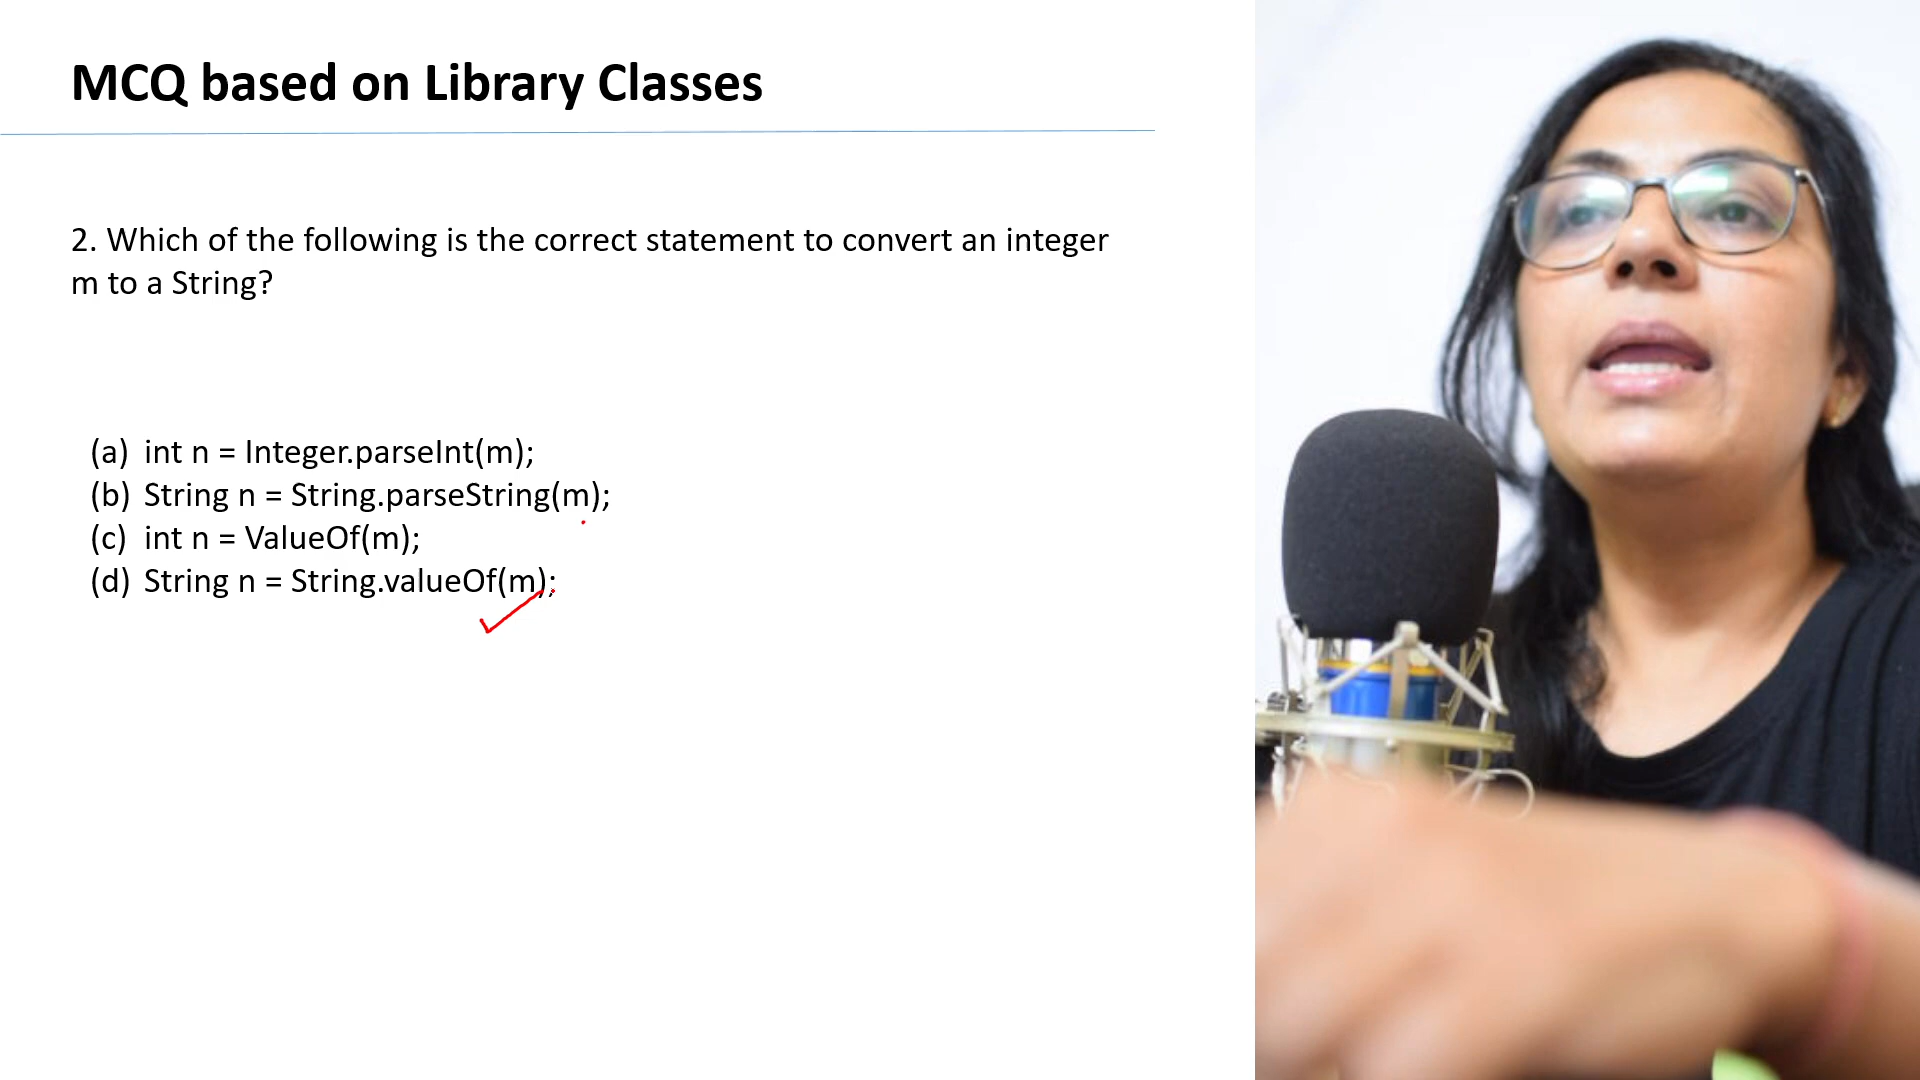 MCQ based on Library Classes
2. Which of the following is the correct statement to convert an integer
m to a String?
(a) int n = Integer.parseInt(m);
(b) String n = String.parseString(m);
(c) int n = ValueOf(m);
(d) String n = String.valueOf(m);